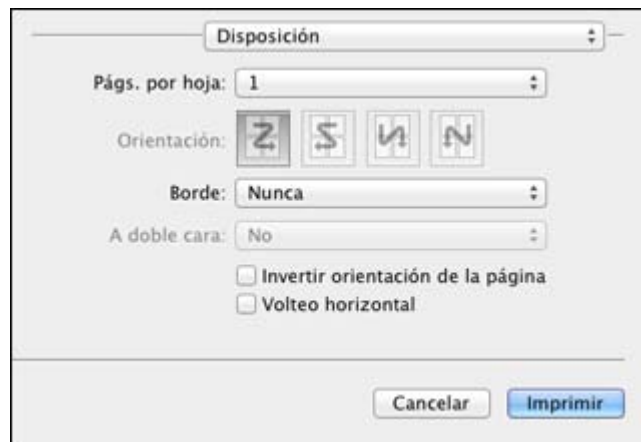 Disposición
Págs. por hoja: 1
Orientación:
Borde: Nunca
A doble cara: No
Invertir orientación de la página
Volteo horizontal
Cancelar Imprimir